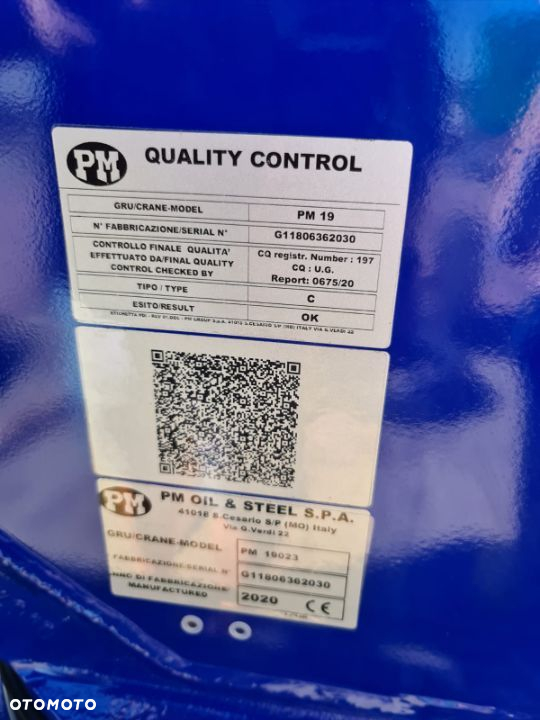 PM QUALITY CONTROL
GRU/CRANE-MODEL PM 19
N° FABBRICAZIONE/SERIAL N° G11806362030
CONTROLLO FINALE QUALITA' CQ registr. Number : 197
EFFETTUATO DA/FINAL QUALITY CQ : U.G.
CONTROL CHECKED BY Report: 0675/20
TIPO / TYPE C
ESITO/RESULT OK
PM PM OIL & STEEL S.P.A.
41018 S.Cesario S/P (MO) Italy
Via G.Verdi 22
GRU/CRANE-MODEL PM 19023
FABBRICAZIONE/SERIAL N° G11806362030
ANNO DI FABBRICAZIONE/ 2020 CE
MANUFACTURED
OTOMOTO